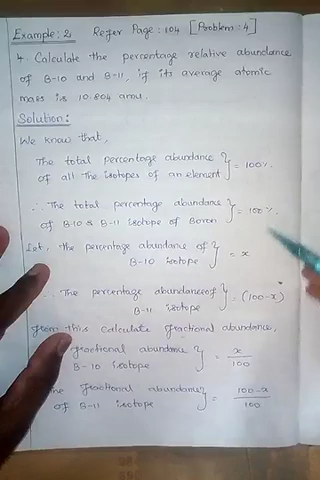 Example: 2, Refer Page: 104 [Problem: 4]
4. Calculate the percentage relative abundance
of B-10 and B-11, if its average atomic
mass is 10.804 amu.
Solution:
We know that,
The total percentage abundance
of all the isotopes of an element } = 100%.
∴ The total percentage abundance
of B-10 & B-11 isotope of Boron } = 100%.
Let, The percentage abundance of
B-10 isotope } = x
∴ The percentage abundance of
B-11 isotope } = (100-x)
from this calculate fractional abundance,
fractional abundance
B-10 isotope } = x/100
The fractional abundance
of B-11 isotope } = 100-x/100